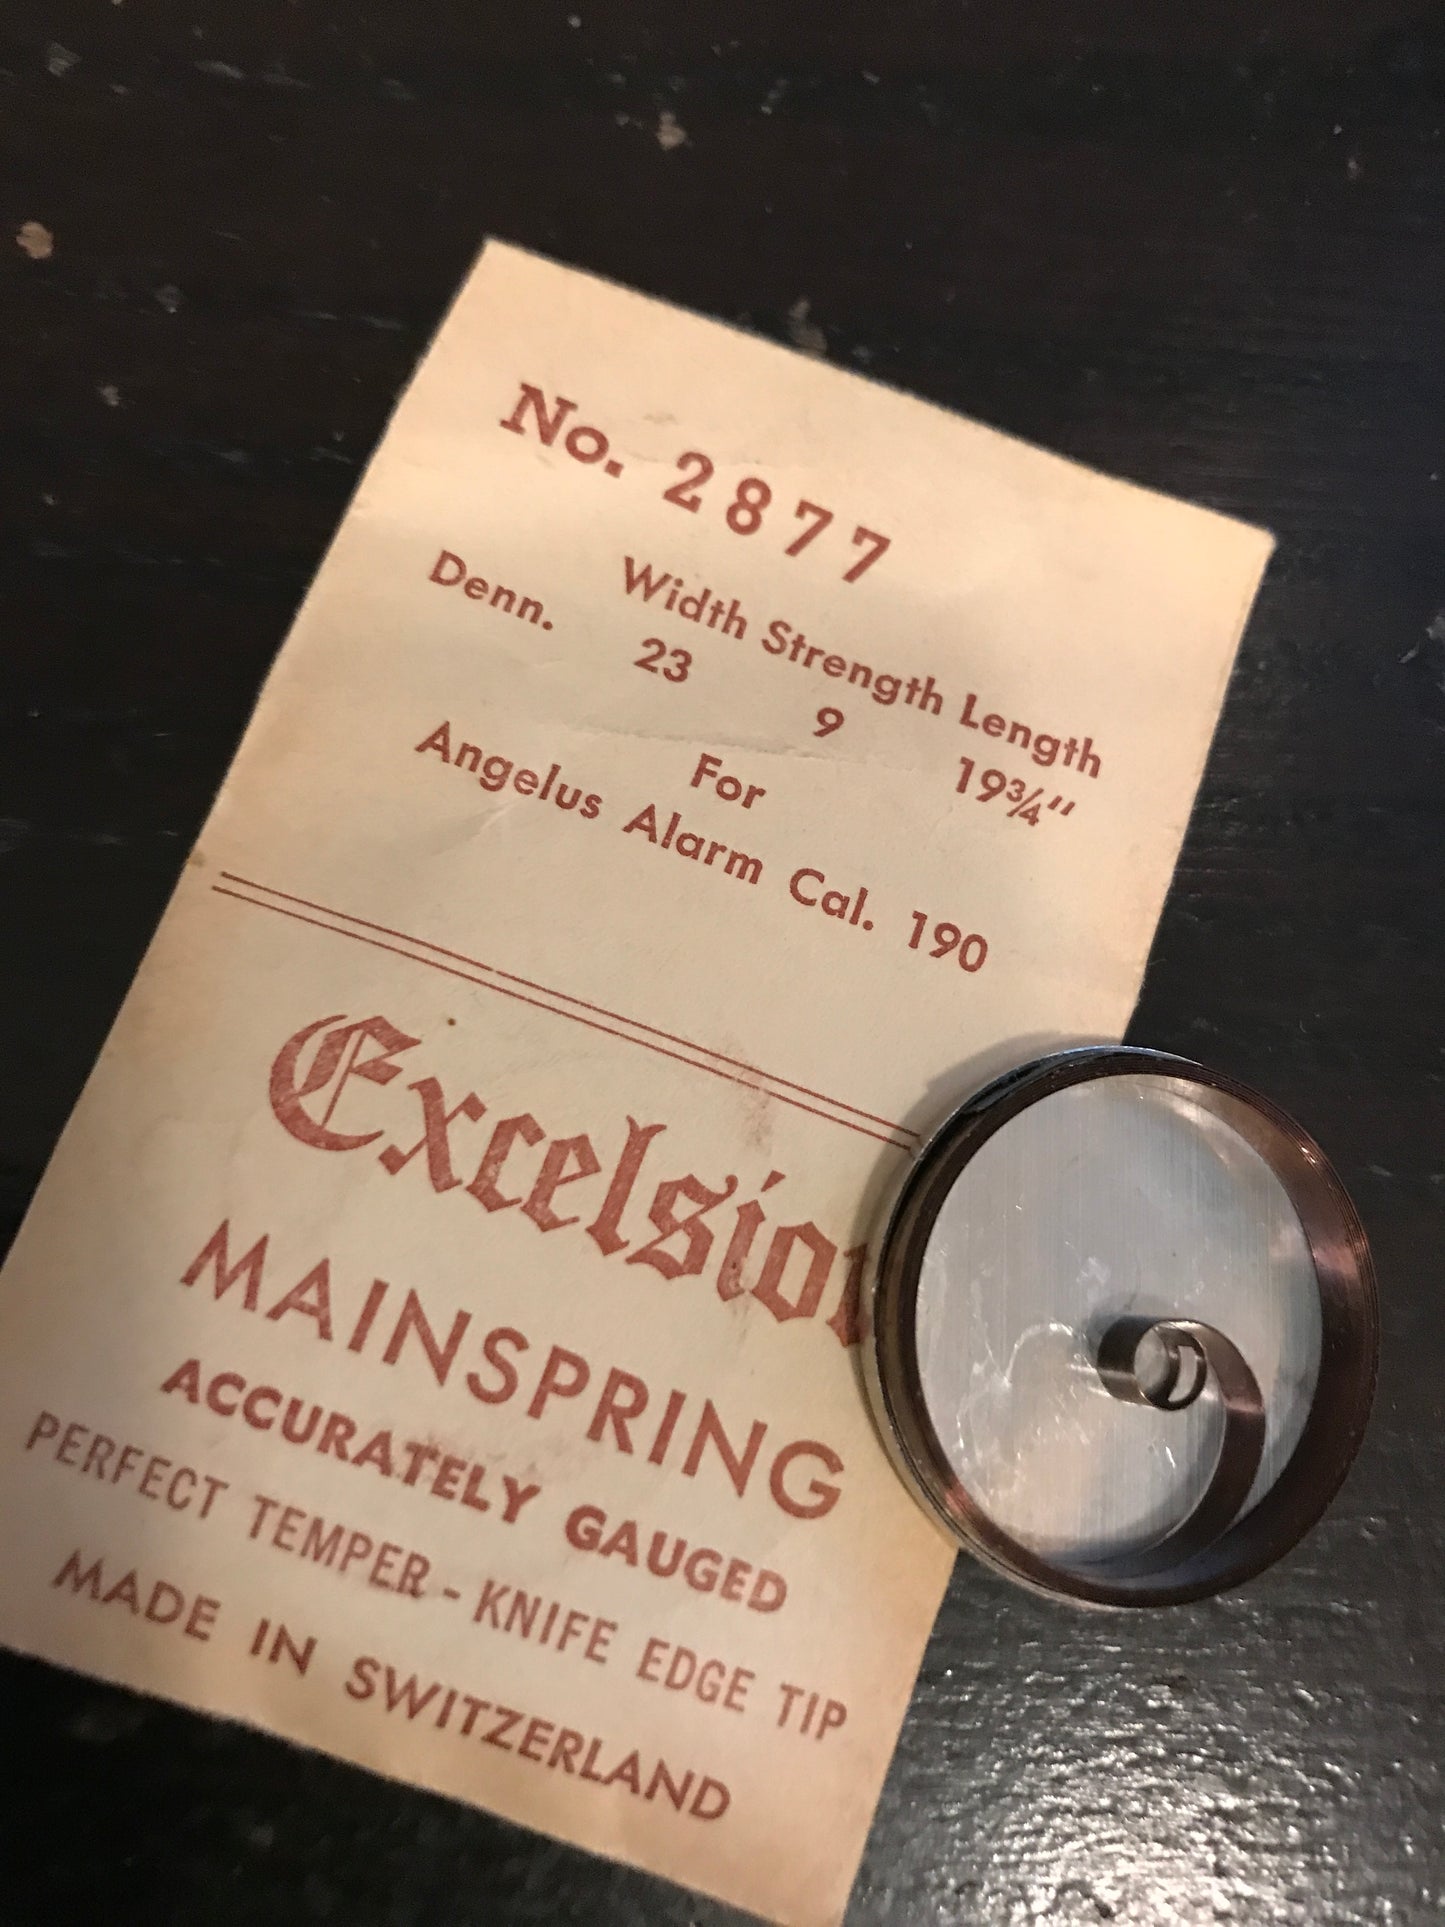 No. 2877
Width Strength Length
Denn. 23 9 19¾"
For
Angelus Alarm Cal. 190
Excelsior
MAINSPRING
ACCURATELY GAUGED
PERFECT TEMPER - KNIFE EDGE TIP
MADE IN SWITZERLAND